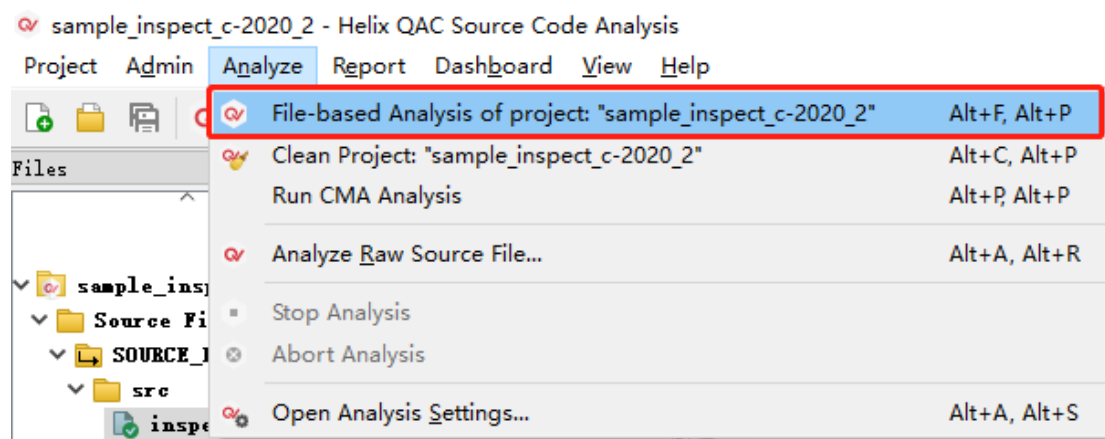 sample_inspect_c-2020_2 - Helix QAC Source Code Analysis
Project Admin Analyze Report Dashboard View Help
File-based Analysis of project: "sample_inspect_c-2020_2" Alt+F, Alt+P
Files
Clean Project: "sample_inspect_c-2020_2" Alt+C, Alt+P
Run CMA Analysis Alt+P, Alt+P
Analyze Raw Source File... Alt+A, Alt+R
sample_insp
Source Fi
Stop Analysis
SOURCE_
Abort Analysis
src
inspe
Open Analysis Settings... Alt+A, Alt+S